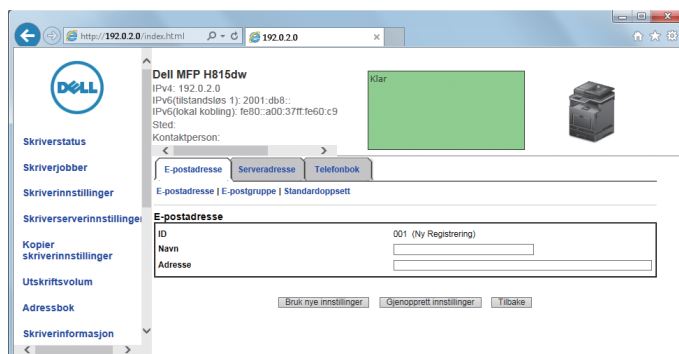 http://192.0.2.0/index.html
192.0.2.0
DELL
Dell MFP H815dw
IPv4: 192.0.2.0
IPv6(tilstandsløs 1): 2001:db8::
IPv6(lokal kobling): fe80::a00:37ff:fe60:c9
Sted:
Kontaktperson:
Klar
Skriverstatus
Skriverjobber
Skriverinnstillinger
Skriverserverinnstillinger
Kopier
skriverinnstillinger
Utskriftsvolum
Adressbok
Skriverinformasjon
E-postadresse Serveradresse Telefonbok
E-postadresse | E-postgruppe | Standardoppsett
E-postadresse
ID 001 (Ny Registrering)
Navn
Adresse
Bruk nye innstillinger Gjenopprett innstillinger Tilbake